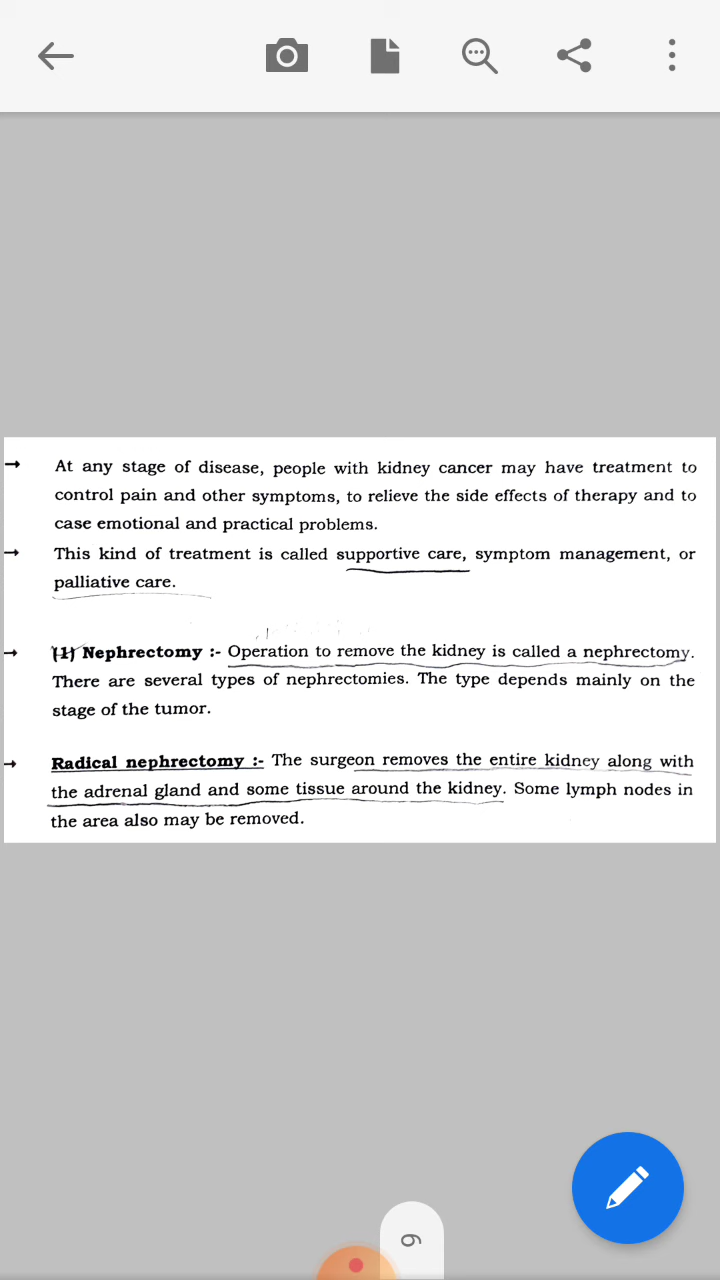 → At any stage of disease, people with kidney cancer may have treatment to
control pain and other symptoms, to relieve the side effects of therapy and to
case emotional and practical problems.
→ This kind of treatment is called supportive care, symptom management, or
palliative care.
→ (1) Nephrectomy :- Operation to remove the kidney is called a nephrectomy.
There are several types of nephrectomies. The type depends mainly on the
stage of the tumor.
→ Radical nephrectomy :- The surgeon removes the entire kidney along with
the adrenal gland and some tissue around the kidney. Some lymph nodes in
the area also may be removed.
6